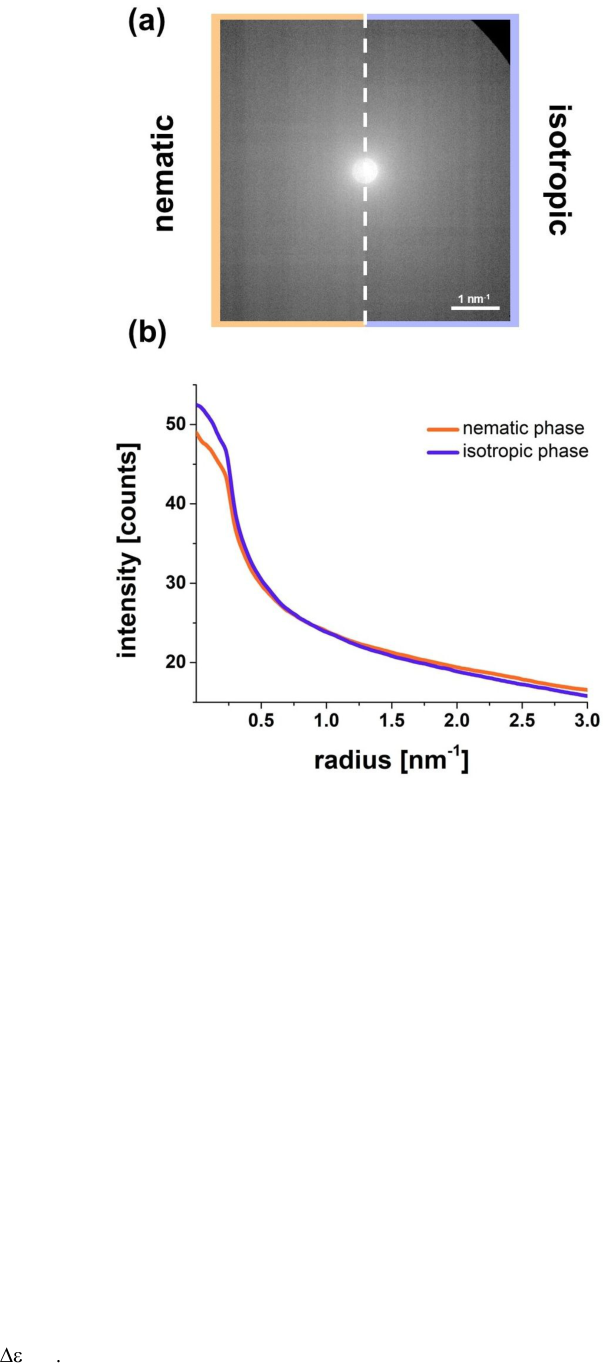 (a)
nematic
isotropic
1 nm⁻¹
(b)
50
40
30
20
intensity [counts]
nematic phase
isotropic phase
0.5 1.0 1.5 2.0 2.5 3.0
radius [nm⁻¹]
Δε .